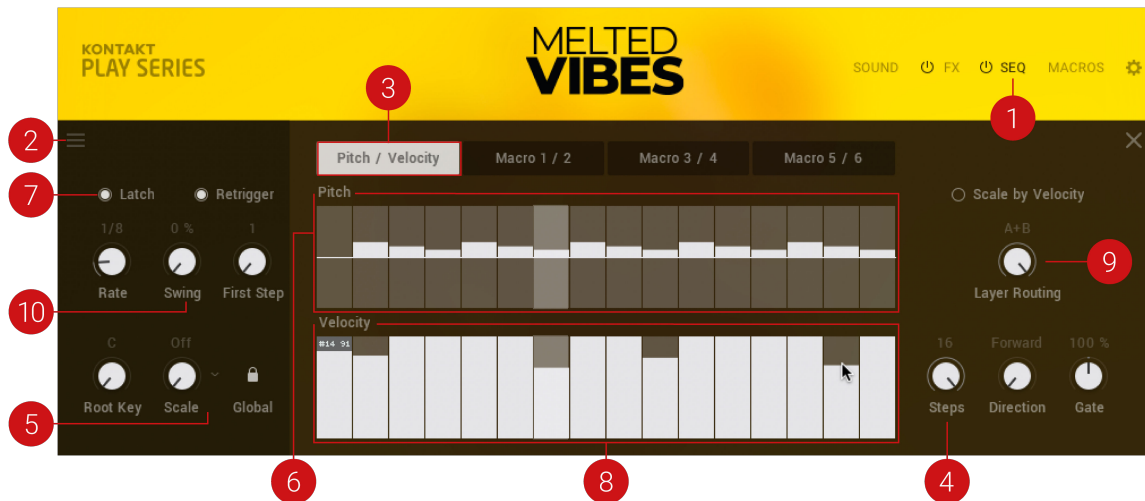 KONTAKT
PLAY SERIES
MELTED
VIBES
SOUND FX SEQ MACROS
3
1
2
Pitch / Velocity Macro 1 / 2 Macro 3 / 4 Macro 5 / 6
7
Latch Retrigger
Pitch
Scale by Velocity
1/8 0 % 1
A+B
9
Rate Swing First Step
Layer Routing
10
Velocity
#14 91
C Off
16 Forward 100 %
Root Key Scale Global
Steps Direction Gate
5
6
8
4